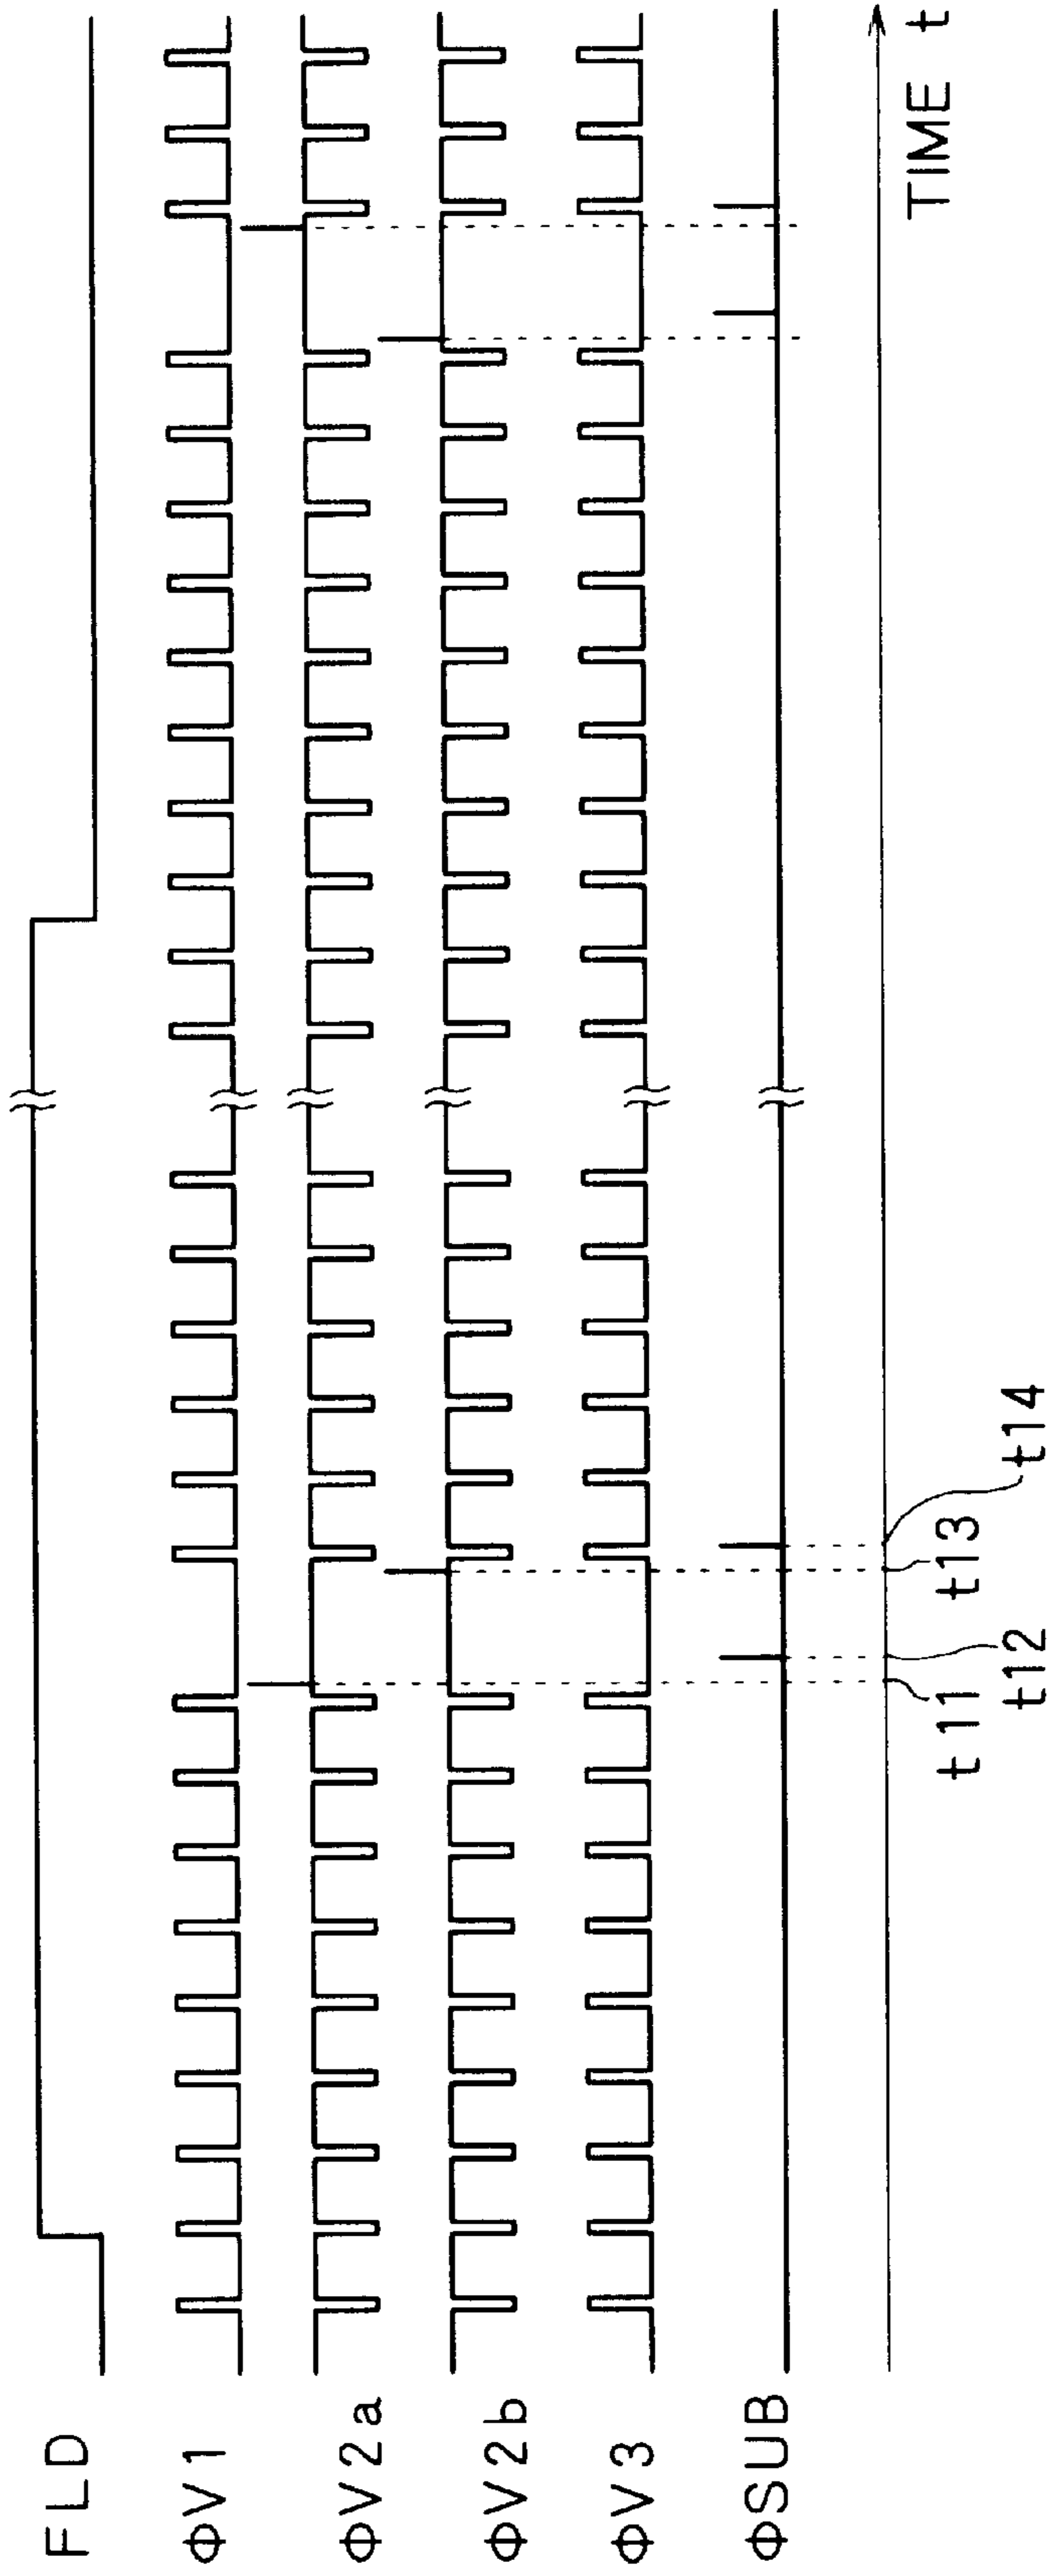 FLD
ΦV1
ΦV2a
ΦV2b
ΦV3
ΦSUB
t11
t12
t13
t14
TIME t